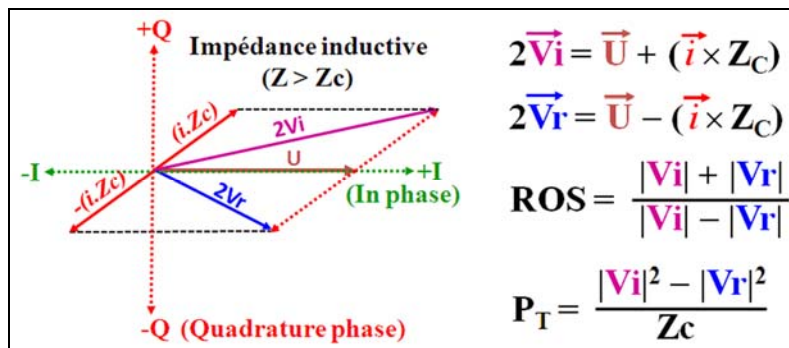 +Q
Impédance inductive
(Z > Zc)
(i.Zc)
2Vi
U
-I
+I
(In phase)
-(i.Zc)
2Vr
-Q (Quadrature phase)
2Vi = U + (i × ZC)
2Vr = U − (i × ZC)
ROS = |Vi| + |Vr| / |Vi| − |Vr|
PT = |Vi|² − |Vr|² / Zc